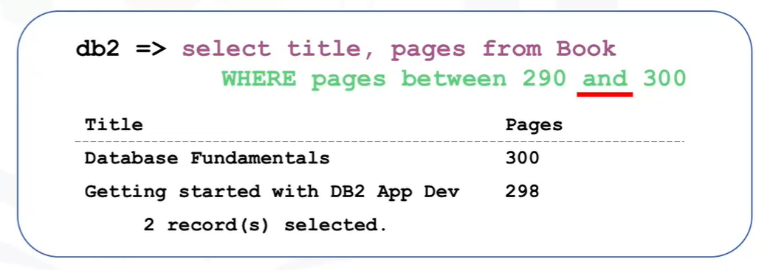 db2 => select title, pages from Book
WHERE pages between 290 and 300
Title Pages
Database Fundamentals 300
Getting started with DB2 App Dev 298
2 record(s) selected.